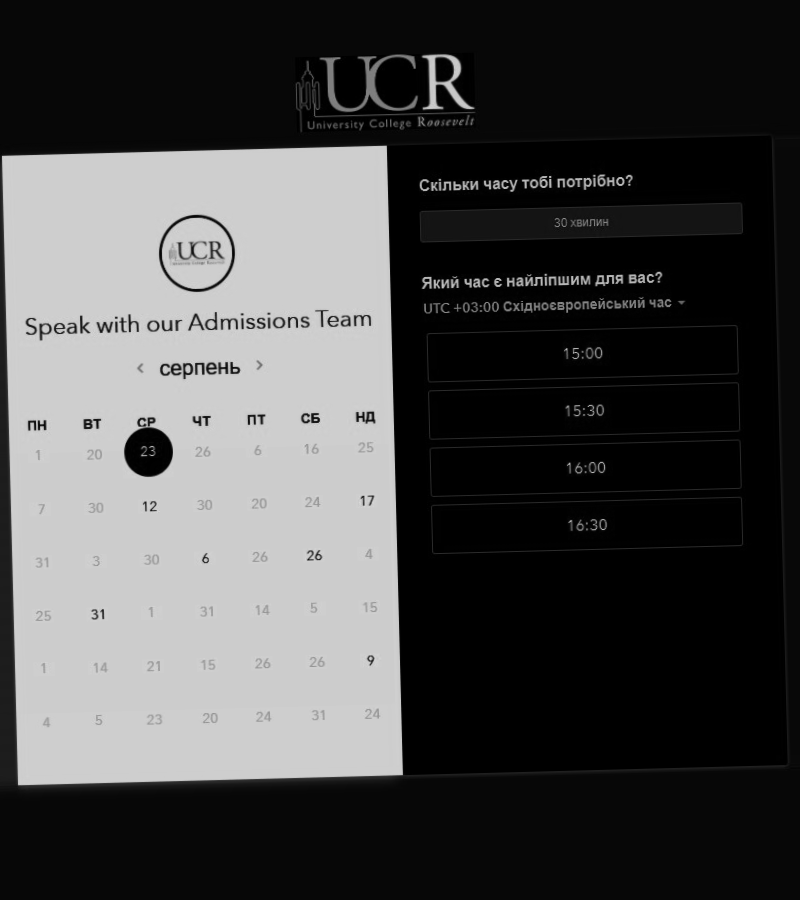 UCR
University College Roosevelt
UCR
Speak with our Admissions Team
серпень
ПН ВТ СР ЧТ ПТ СБ НД
1 20 23 26 6 16 25
7 30 12 30 20 24 17
31 3 30 6 26 26 4
25 31 1 31 14 5 15
1 14 21 15 26 26 9
4 5 23 20 24 31 24
Скільки часу тобі потрібно?
30 хвилин
Який час є найліпшим для вас?
UTC +03:00 Східноєвропейський час
15:00
15:30
16:00
16:30